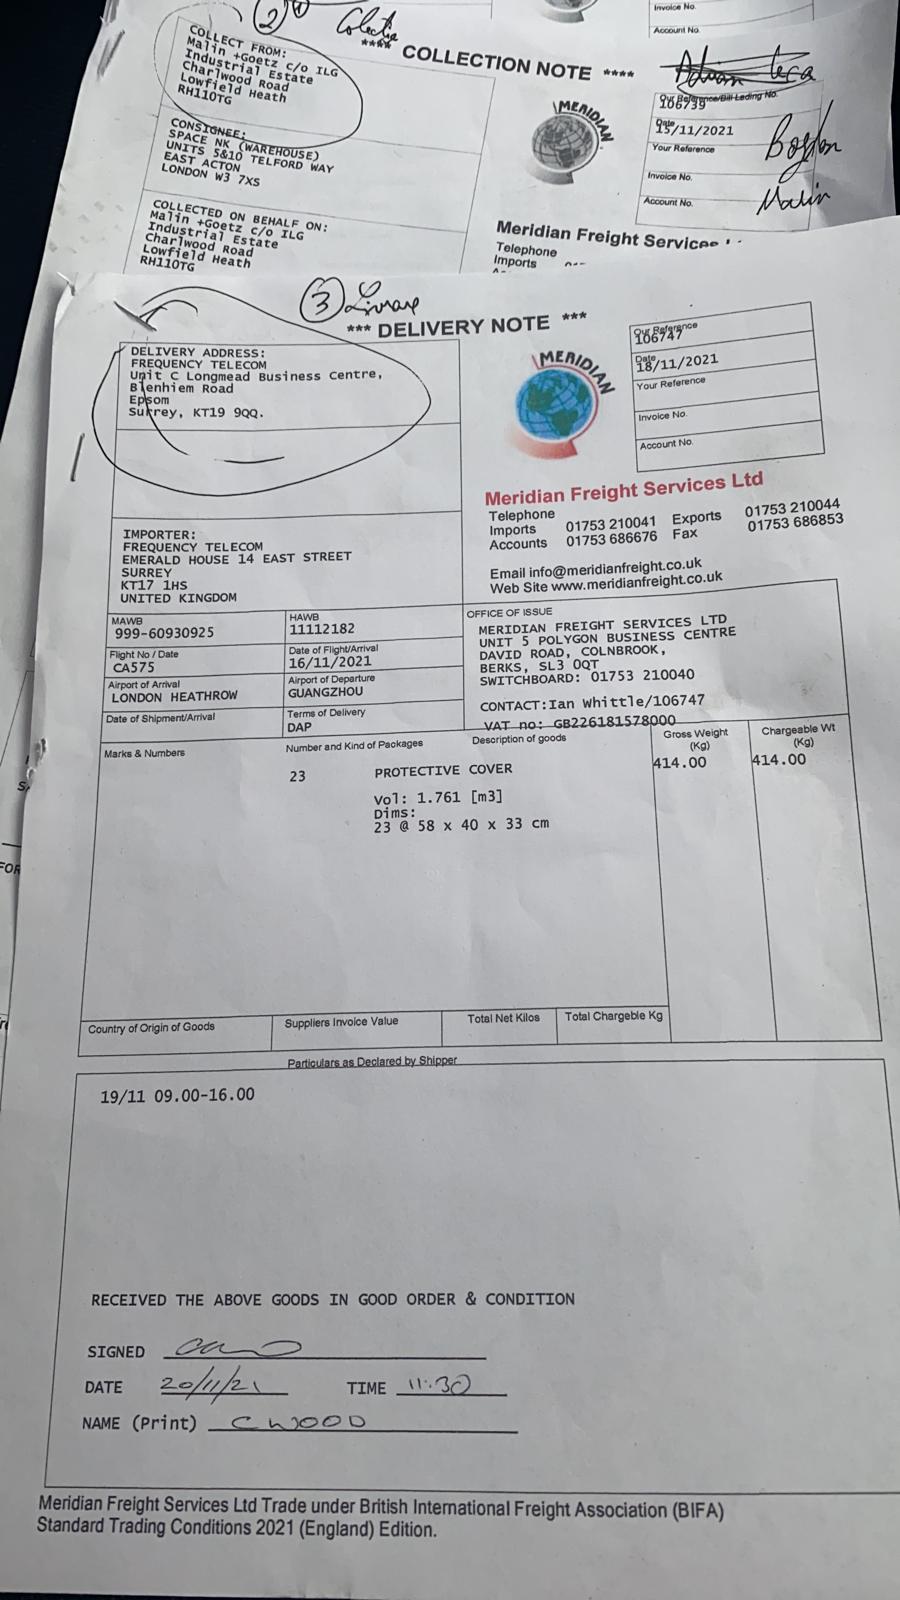 Invoice No.
Account No.
2
**** COLLECTION NOTE ****
COLLECT FROM:
Malin +Goetz c/o ILG
Industrial Estate
Charlwood Road
Lowfield Heath
RH110TG
CONSIGNEE:
SPACE NK (WAREHOUSE)
UNITS 5&10 TELFORD WAY
EAST ACTON
LONDON W3 7XS
COLLECTED ON BEHALF ON:
Malin +Goetz c/o ILG
Industrial Estate
Charlwood Road
Lowfield Heath
RH110TG
MERIDIAN
Our Reference/Bill Lading No.
106739
Date
15/11/2021
Your Reference
Invoice No.
Account No.
Malin
Meridian Freight Services
Telephone
Imports
3
*** DELIVERY NOTE ***
DELIVERY ADDRESS:
FREQUENCY TELECOM
Unit C Longmead Business Centre,
Blenhiem Road
Epsom
Surrey, KT19 9QQ.
MERIDIAN
Our Reference
106747
Date
18/11/2021
Your Reference
Invoice No.
Account No.
Meridian Freight Services Ltd
Telephone
Imports 01753 210041 Exports 01753 210044
Accounts 01753 686676 Fax 01753 686853
Email info@meridianfreight.co.uk
Web Site www.meridianfreight.co.uk
IMPORTER:
FREQUENCY TELECOM
EMERALD HOUSE 14 EAST STREET
SURREY
KT17 1HS
UNITED KINGDOM
MAWB
999-60930925
HAWB
11112182
Flight No / Date
CA575
Date of Flight/Arrival
16/11/2021
Airport of Arrival
LONDON HEATHROW
Airport of Departure
GUANGZHOU
Date of Shipment/Arrival
Terms of Delivery
DAP
OFFICE OF ISSUE
MERIDIAN FREIGHT SERVICES LTD
UNIT 5 POLYGON BUSINESS CENTRE
DAVID ROAD, COLNBROOK,
BERKS, SL3 0QT
SWITCHBOARD: 01753 210040
CONTACT:Ian Whittle/106747
VAT no: GB226181578000
Marks & Numbers
Number and Kind of Packages
Description of goods
Gross Weight
(Kg)
Chargeable Wt
(Kg)
23 PROTECTIVE COVER 414.00 414.00
Vol: 1.761 [m3]
Dims:
23 @ 58 x 40 x 33 cm
Country of Origin of Goods
Suppliers Invoice Value
Total Net Kilos
Total Chargeable Kg
Particulars as Declared by Shipper
19/11 09.00-16.00
RECEIVED THE ABOVE GOODS IN GOOD ORDER & CONDITION
SIGNED
DATE 20/11/21 TIME 11:30
NAME (Print) C WOOD
Meridian Freight Services Ltd Trade under British International Freight Association (BIFA)
Standard Trading Conditions 2021 (England) Edition.